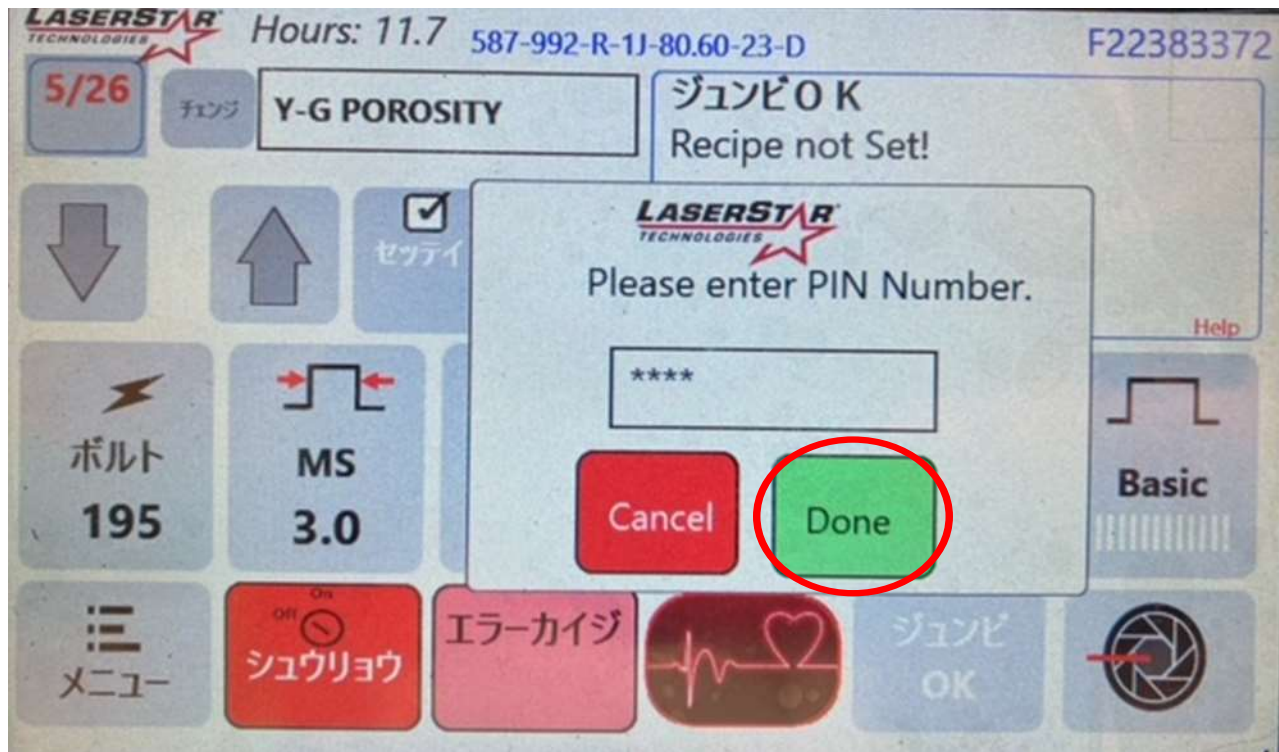 LASERSTAR
TECHNOLOGIES
Hours: 11.7
587-992-R-1J-80.60-23-D
F22383372
5/26
チェンジ
Y-G POROSITY
ジュンビOK
Recipe not Set!
セッテイ
LASERSTAR
TECHNOLOGIES
Please enter PIN Number.
Help
****
ボルト
195
MS
3.0
Cancel
Done
Basic
メニュー
Off
On
シュウリョウ
エラーカイジ
ジュンビ
OK